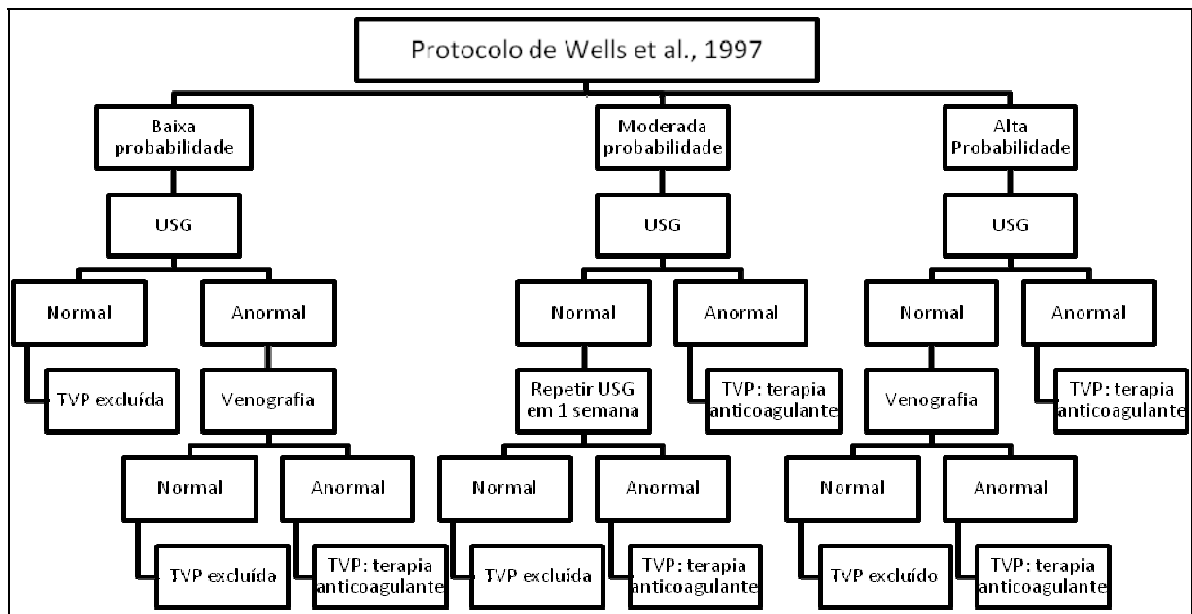 Protocolo de Wells et al., 1997
Baixa
probabilidade
Moderada
probabilidade
Alta
Probabilidade
USG
USG
USG
Normal
Anormal
Normal
Anormal
Normal
Anormal
TVP excluída
Venografia
Repetir USG
em 1 semana
TVP: terapia
anticoagulante
Venografia
TVP: terapia
anticoagulante
Normal
Anormal
Normal
Anormal
Normal
Anormal
TVP excluída
TVP: terapia
anticoagulante
TVP excluída
TVP: terapia
anticoagulante
TVP excluído
TVP: terapia
anticoagulante